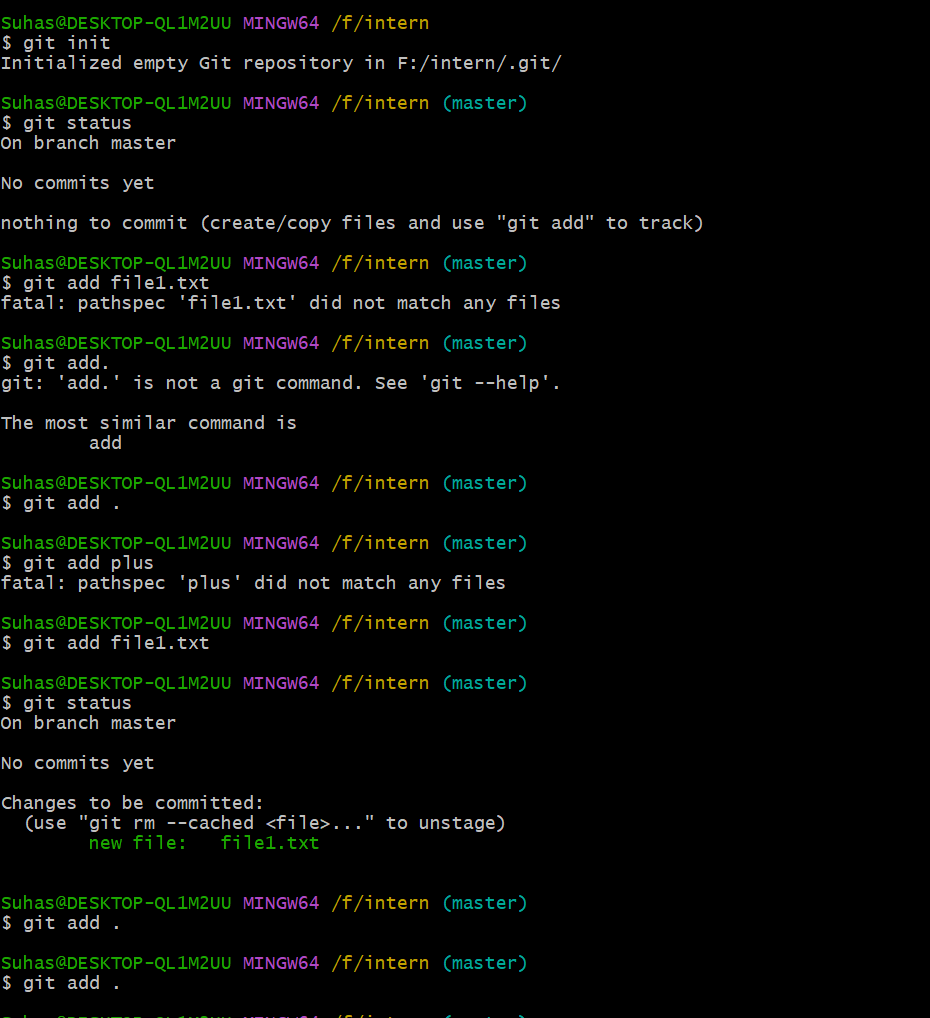 Suhas@DESKTOP-QL1M2UU MINGW64 /f/intern
$ git init
Initialized empty Git repository in F:/intern/.git/
Suhas@DESKTOP-QL1M2UU MINGW64 /f/intern (master)
$ git status
On branch master
No commits yet
nothing to commit (create/copy files and use "git add" to track)
Suhas@DESKTOP-QL1M2UU MINGW64 /f/intern (master)
$ git add file1.txt
fatal: pathspec 'file1.txt' did not match any files
Suhas@DESKTOP-QL1M2UU MINGW64 /f/intern (master)
$ git add.
git: 'add.' is not a git command. See 'git --help'.
The most similar command is
add
Suhas@DESKTOP-QL1M2UU MINGW64 /f/intern (master)
$ git add .
Suhas@DESKTOP-QL1M2UU MINGW64 /f/intern (master)
$ git add plus
fatal: pathspec 'plus' did not match any files
Suhas@DESKTOP-QL1M2UU MINGW64 /f/intern (master)
$ git add file1.txt
Suhas@DESKTOP-QL1M2UU MINGW64 /f/intern (master)
$ git status
On branch master
No commits yet
Changes to be committed:
(use "git rm --cached <file>..." to unstage)
new file:   file1.txt
Suhas@DESKTOP-QL1M2UU MINGW64 /f/intern (master)
$ git add .
Suhas@DESKTOP-QL1M2UU MINGW64 /f/intern (master)
$ git add .